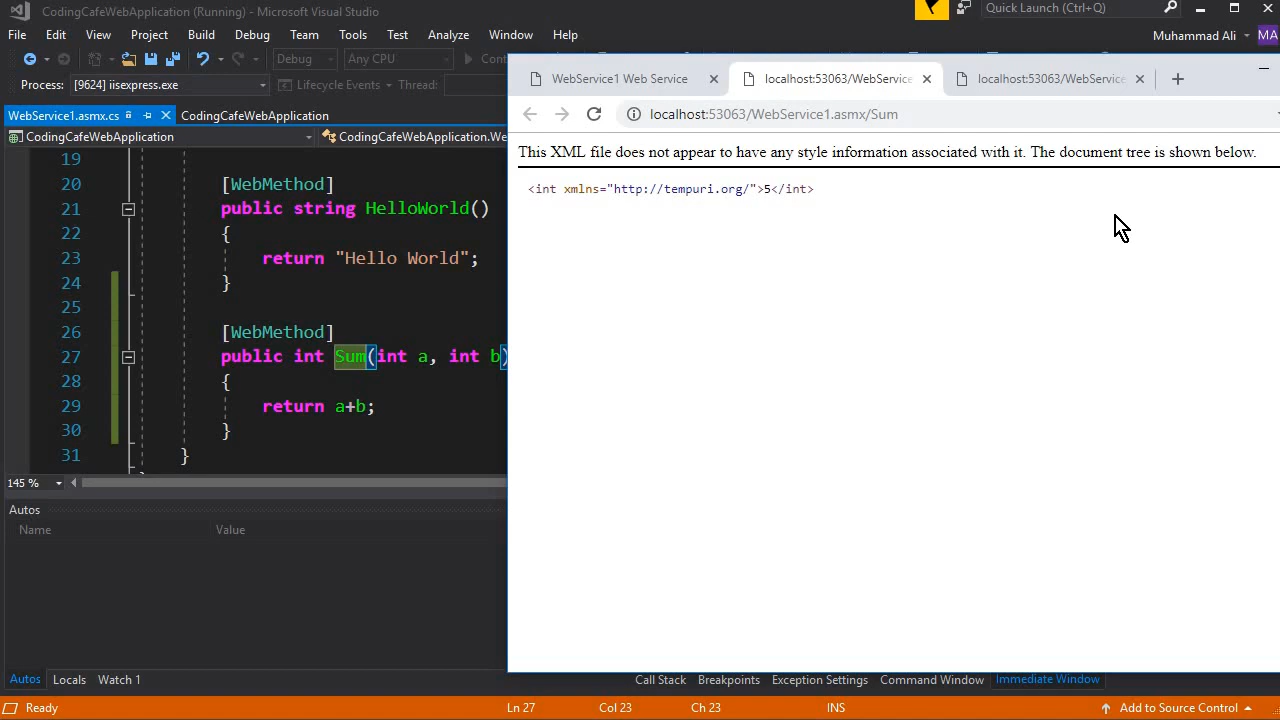 CodingCafeWebApplication (Running) - Microsoft Visual Studio
Quick Launch (Ctrl+Q)
File Edit View Project Build Debug Team Tools Test Analyze Window Help
Muhammad Ali MA
Debug Any CPU
Process: [9624] iisexpress.exe Lifecycle Events Thread:
WebService1.asmx.cs CodingCafeWebApplication
CodingCafeWebApplication CodingCafeWebApplication.We
19
20 [WebMethod]
21 public string HelloWorld()
22 {
23 return "Hello World";
24 }
25
26 [WebMethod]
27 public int Sum(int a, int b)
28 {
29 return a+b;
30 }
31 }
145 %
Autos
Name Value
Autos Locals Watch 1
Call Stack Breakpoints Exception Settings Command Window Immediate Window
Ready Ln 27 Col 23 Ch 23 INS Add to Source Control
WebService1 Web Service localhost:53063/WebService localhost:53063/WebService
localhost:53063/WebService1.asmx/Sum
This XML file does not appear to have any style information associated with it. The document tree is shown below.
<int xmlns="http://tempuri.org/">5</int>